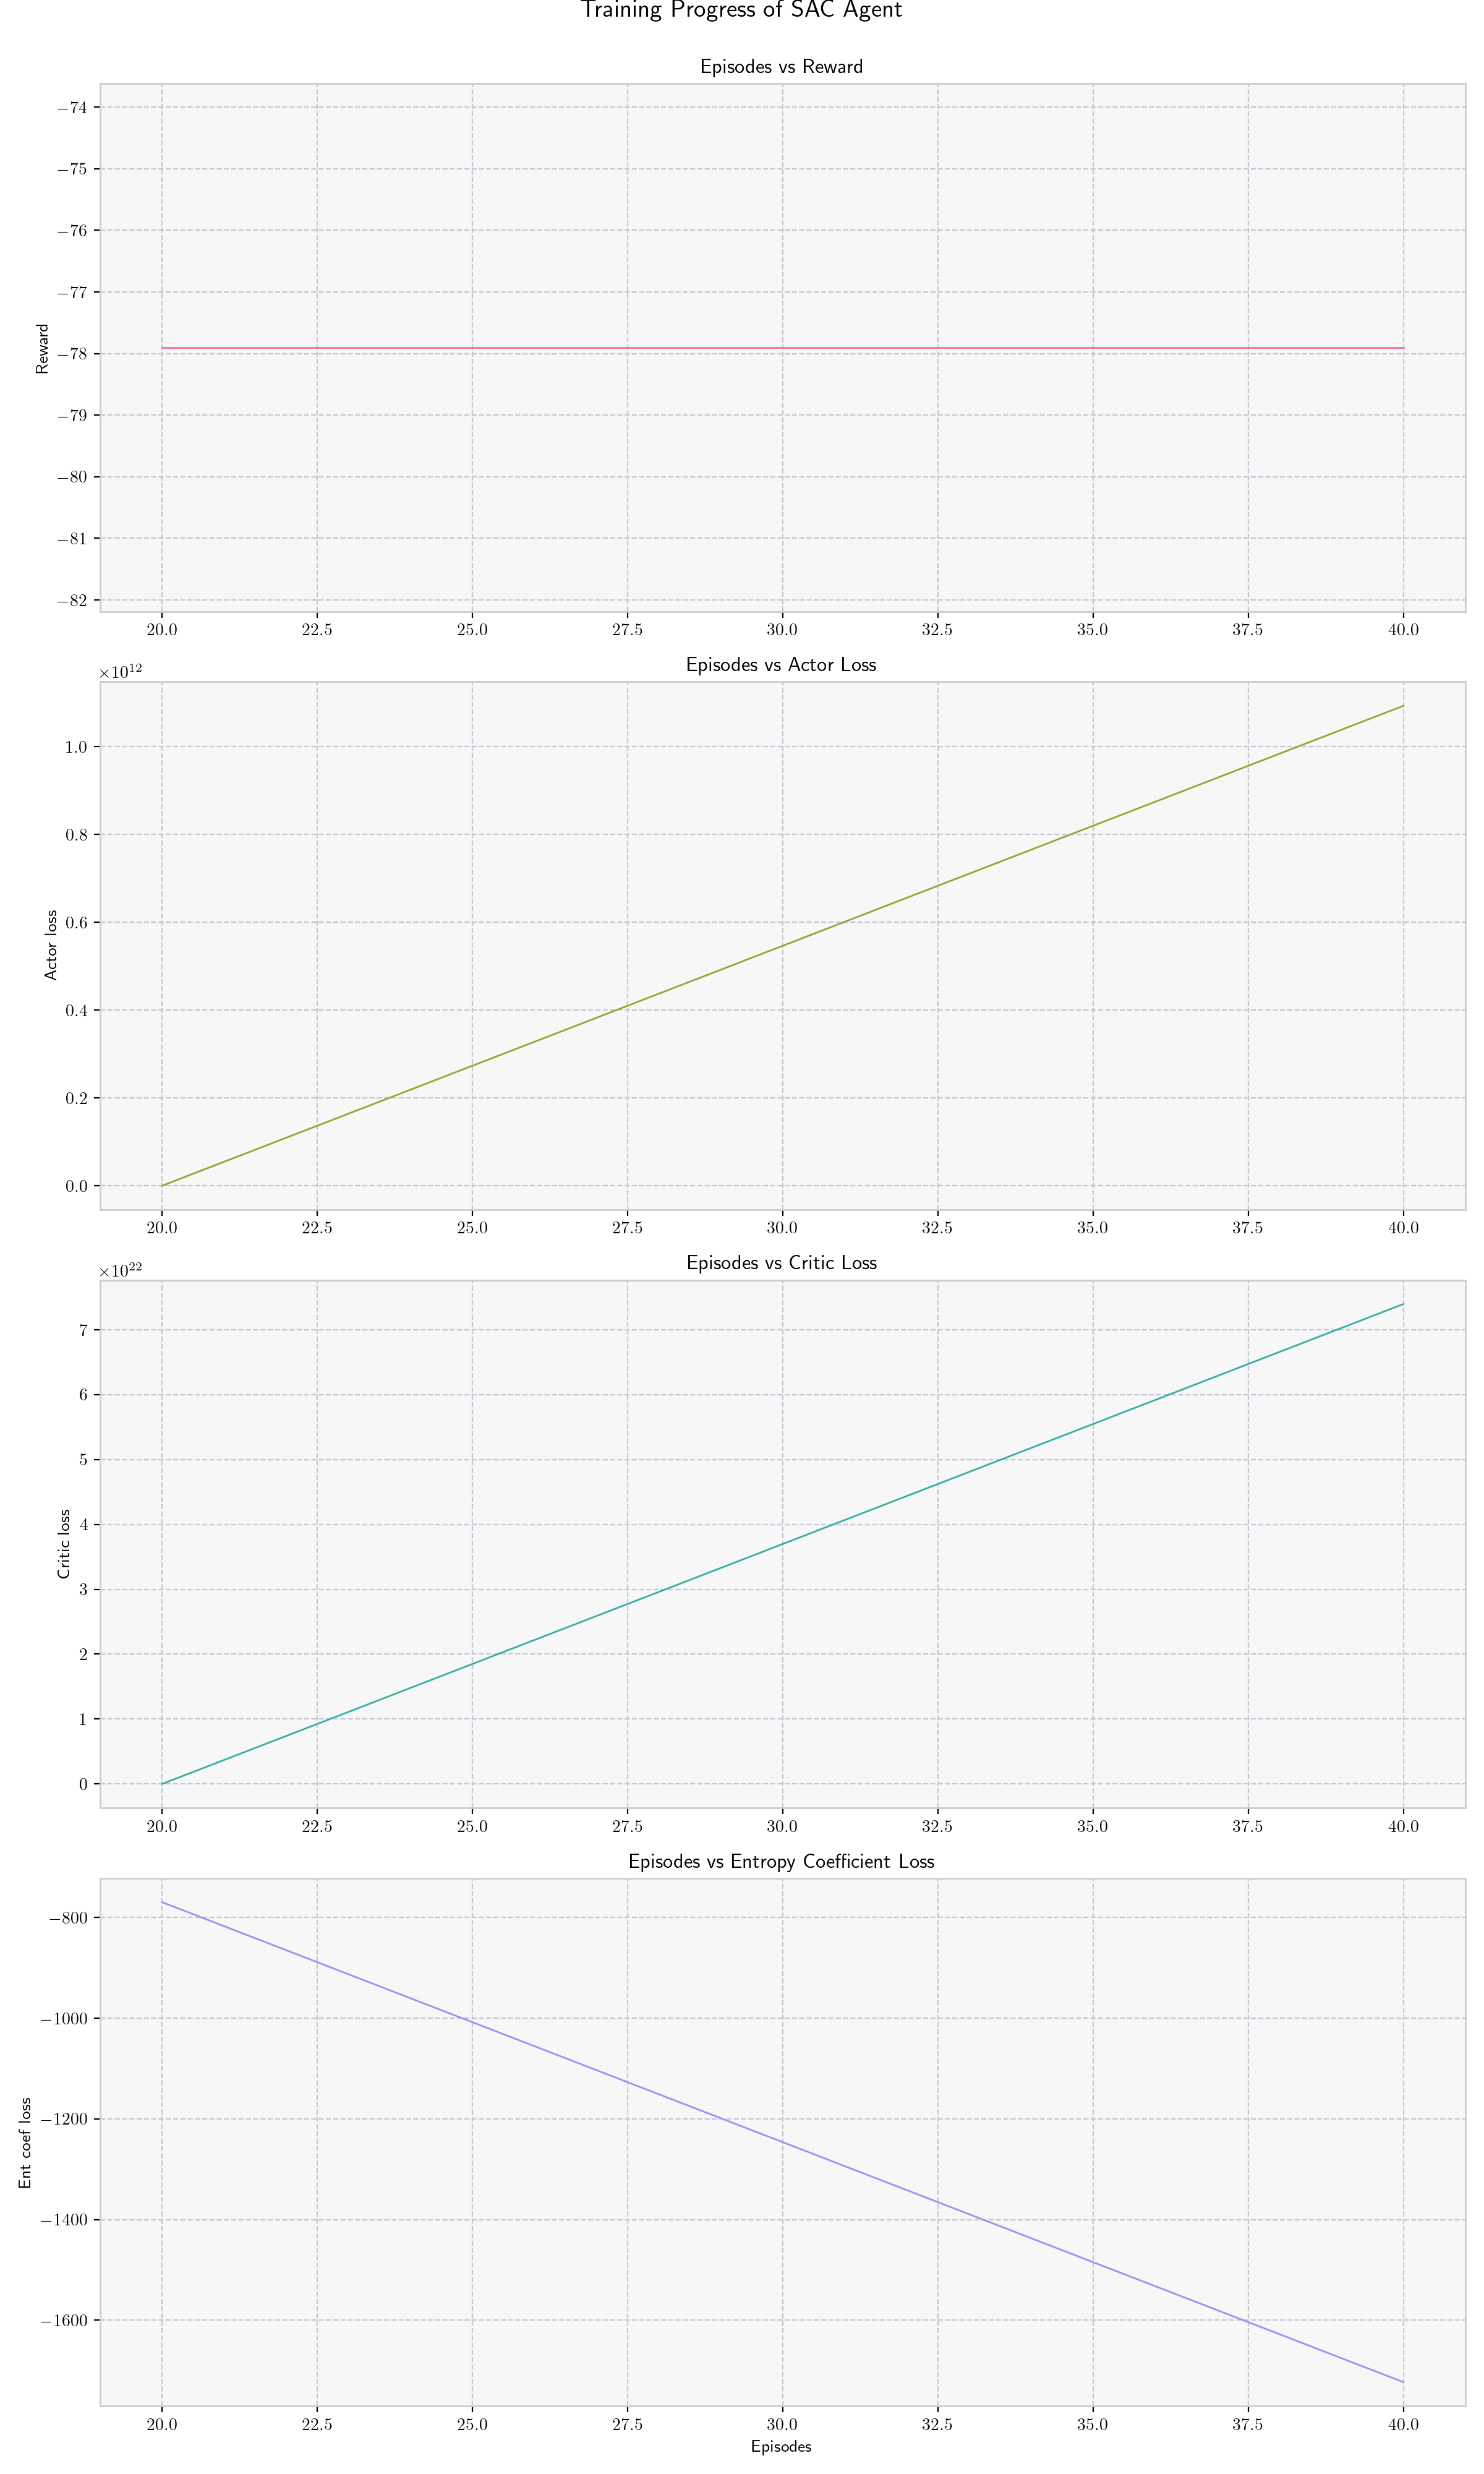 Training Progress of SAC Agent
Episodes vs Reward
Reward
−74
−75
−76
−77
−78
−79
−80
−81
−82
20.0 22.5 25.0 27.5 30.0 32.5 35.0 37.5 40.0
Episodes vs Actor Loss
×10¹²
Actor loss
1.0
0.8
0.6
0.4
0.2
0.0
20.0 22.5 25.0 27.5 30.0 32.5 35.0 37.5 40.0
Episodes vs Critic Loss
×10²²
Critic loss
7
6
5
4
3
2
1
0
20.0 22.5 25.0 27.5 30.0 32.5 35.0 37.5 40.0
Episodes vs Entropy Coefficient Loss
Ent coef loss
−800
−1000
−1200
−1400
−1600
20.0 22.5 25.0 27.5 30.0 32.5 35.0 37.5 40.0
Episodes